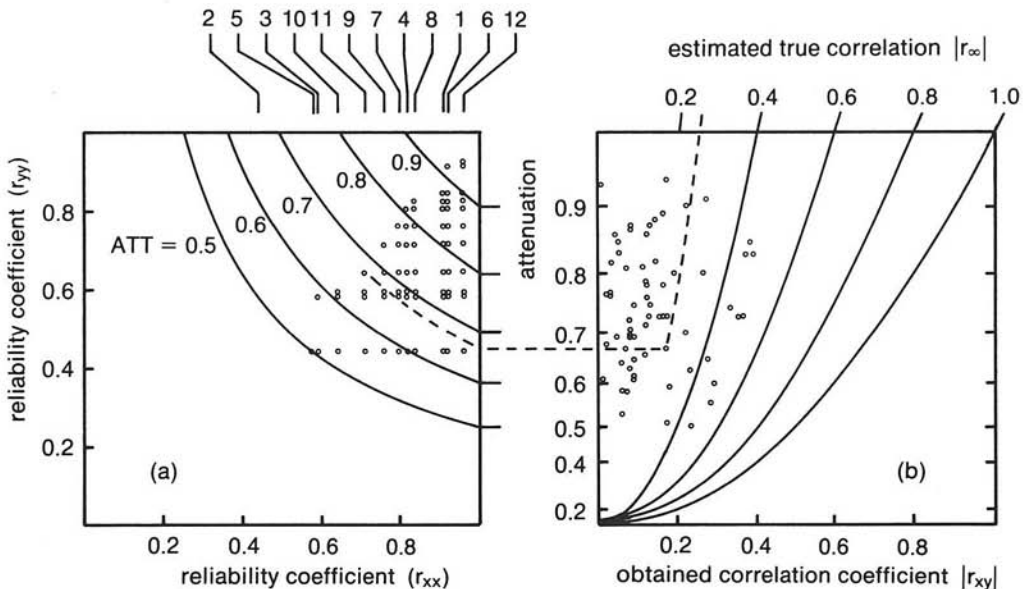 2 5 3 10 11 9 7 4 8 1 6 12
estimated true correlation |r∞|
0.2 0.4 0.6 0.8 1.0
reliability coefficient (ryy)
0.8
0.6
0.4
0.2
ATT = 0.5
0.6
0.7
0.8
0.9
(a)
0.2 0.4 0.6 0.8
reliability coefficient (rxx)
attenuation
0.9
0.8
0.7
0.6
0.5
0.4
0.2
(b)
0.2 0.4 0.6 0.8
obtained correlation coefficient |rxy|